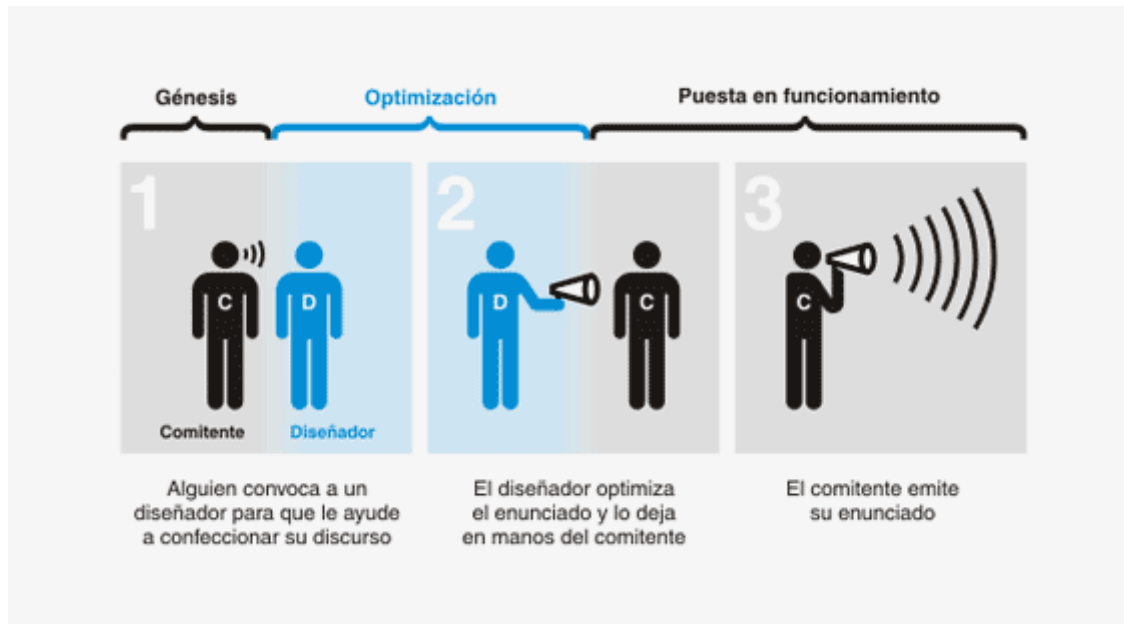 Génesis
Optimización
Puesta en funcionamiento
1
2
3
C
D
D
C
C
Comitente
Diseñador
Alguien convoca a un
diseñador para que le ayude
a confeccionar su discurso
El diseñador optimiza
el enunciado y lo deja
en manos del comitente
El comitente emite
su enunciado